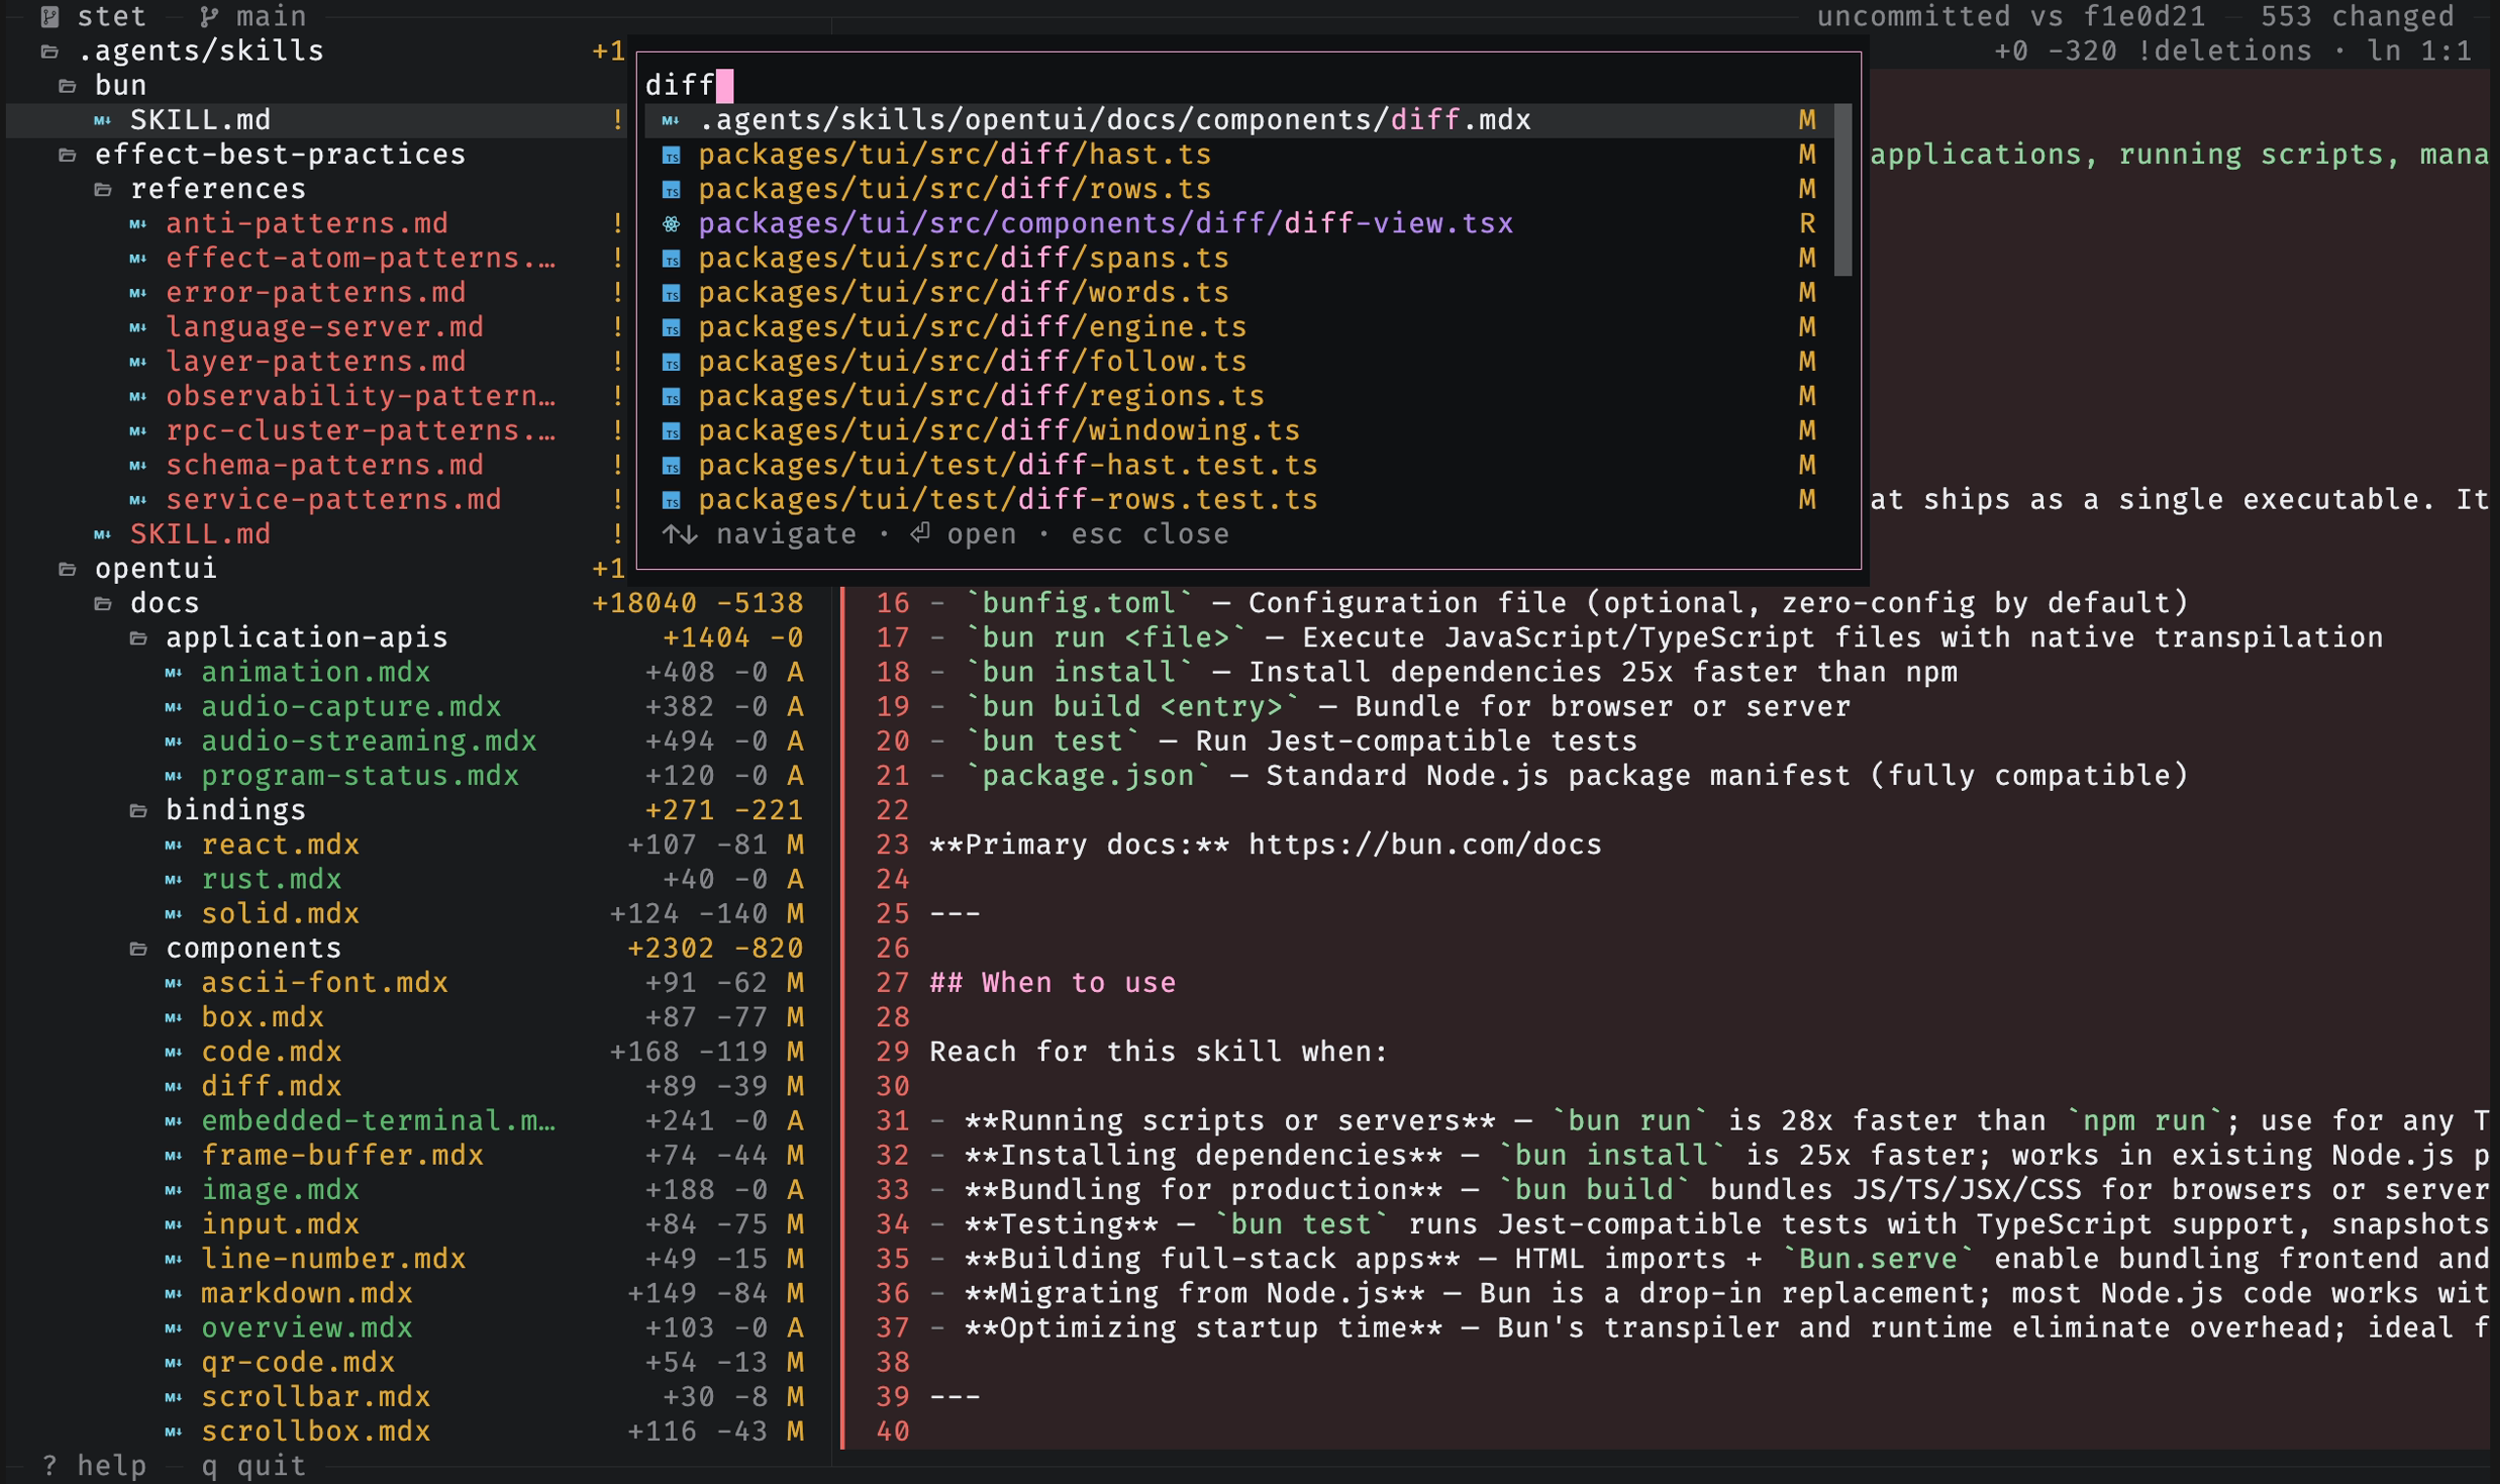 stet main uncommitted vs f1e0d21 553 changed
.agents/skills +1 +0 -320 !deletions · ln 1:1
bun
SKILL.md !
effect-best-practices
references
anti-patterns.md !
effect-atom-patterns.… !
error-patterns.md !
language-server.md !
layer-patterns.md !
observability-pattern… !
rpc-cluster-patterns.… !
schema-patterns.md !
service-patterns.md !
SKILL.md !
opentui +1
docs +18040 -5138
application-apis +1404 -0
animation.mdx +408 -0 A
audio-capture.mdx +382 -0 A
audio-streaming.mdx +494 -0 A
program-status.mdx +120 -0 A
bindings +271 -221
react.mdx +107 -81 M
rust.mdx +40 -0 A
solid.mdx +124 -140 M
components +2302 -820
ascii-font.mdx +91 -62 M
box.mdx +87 -77 M
code.mdx +168 -119 M
diff.mdx +89 -39 M
embedded-terminal.m… +241 -0 A
frame-buffer.mdx +74 -44 M
image.mdx +188 -0 A
input.mdx +84 -75 M
line-number.mdx +49 -15 M
markdown.mdx +149 -84 M
overview.mdx +103 -0 A
qr-code.mdx +54 -13 M
scrollbar.mdx +30 -8 M
scrollbox.mdx +116 -43 M
diff
.agents/skills/opentui/docs/components/diff.mdx M
packages/tui/src/diff/hast.ts M
packages/tui/src/diff/rows.ts M
packages/tui/src/components/diff/diff-view.tsx R
packages/tui/src/diff/spans.ts M
packages/tui/src/diff/words.ts M
packages/tui/src/diff/engine.ts M
packages/tui/src/diff/follow.ts M
packages/tui/src/diff/regions.ts M
packages/tui/src/diff/windowing.ts M
packages/tui/test/diff-hast.test.ts M
packages/tui/test/diff-rows.test.ts M
↑↓ navigate · ⏎ open · esc close
applications, running scripts, mana
at ships as a single executable. It
16 - `bunfig.toml` — Configuration file (optional, zero-config by default)
17 - `bun run <file>` — Execute JavaScript/TypeScript files with native transpilation
18 - `bun install` — Install dependencies 25x faster than npm
19 - `bun build <entry>` — Bundle for browser or server
20 - `bun test` — Run Jest-compatible tests
21 - `package.json` — Standard Node.js package manifest (fully compatible)
22
23 **Primary docs:** https://bun.com/docs
24
25 ---
26
27 ## When to use
28
29 Reach for this skill when:
30
31 - **Running scripts or servers** — `bun run` is 28x faster than `npm run`; use for any T
32 - **Installing dependencies** — `bun install` is 25x faster; works in existing Node.js p
33 - **Bundling for production** — `bun build` bundles JS/TS/JSX/CSS for browsers or server
34 - **Testing** — `bun test` runs Jest-compatible tests with TypeScript support, snapshots
35 - **Building full-stack apps** — HTML imports + `Bun.serve` enable bundling frontend and
36 - **Migrating from Node.js** — Bun is a drop-in replacement; most Node.js code works wit
37 - **Optimizing startup time** — Bun's transpiler and runtime eliminate overhead; ideal f
38
39 ---
40
? help q quit